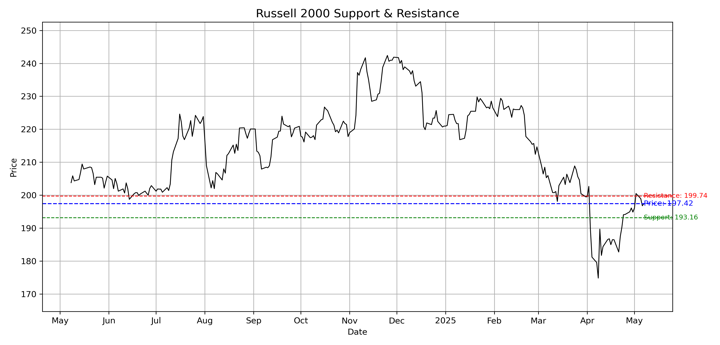 Russell 2000 Support & Resistance
Price
250
240
230
220
210
200
190
180
170
Resistance: 199.74
Price: 197.42
Support: 193.16
May Jun Jul Aug Sep Oct Nov Dec 2025 Feb Mar Apr May
Date